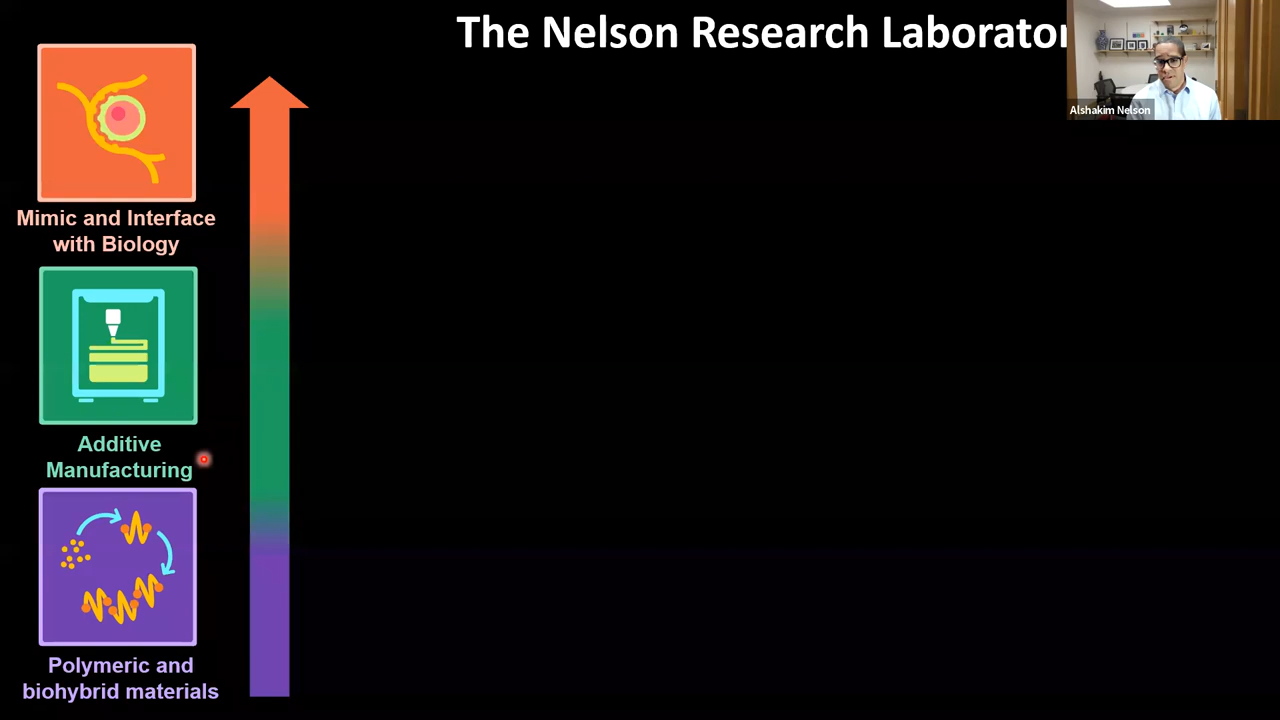 The Nelson Research Laborator
Alshakim Nelson
Mimic and Interface
with Biology
Additive
Manufacturing
Polymeric and
biohybrid materials